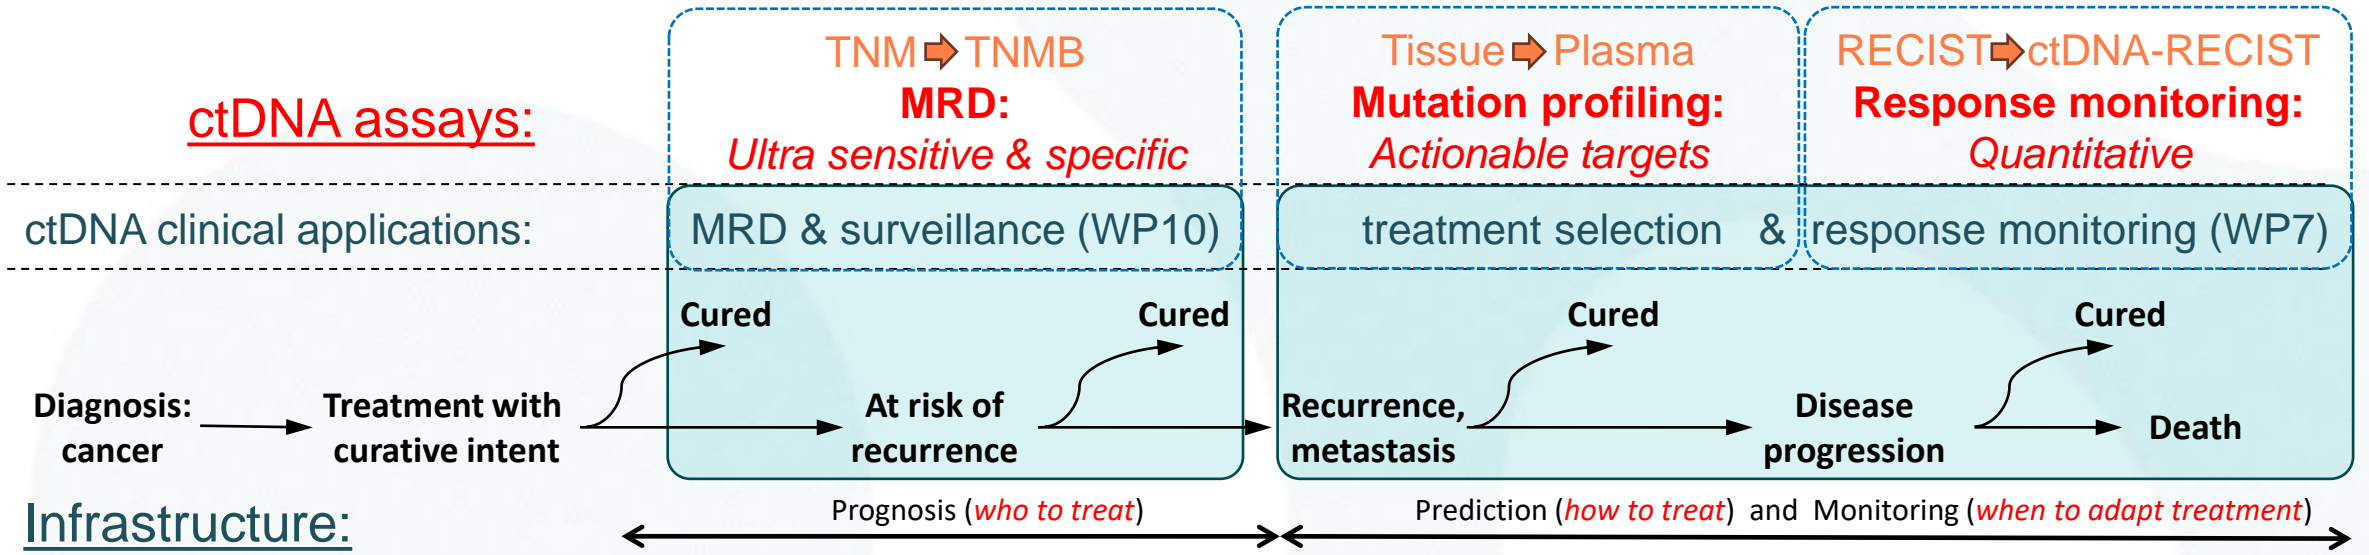 ctDNA assays:
TNM TNMB
MRD:
Ultra sensitive & specific
Tissue Plasma
Mutation profiling:
Actionable targets
RECIST ctDNA-RECIST
Response monitoring:
Quantitative
ctDNA clinical applications:
MRD & surveillance (WP10)
treatment selection & response monitoring (WP7)
Cured
Cured
Cured
Cured
Diagnosis:
cancer
Treatment with
curative intent
At risk of
recurrence
Recurrence,
metastasis
Disease
progression
Death
Infrastructure:
Prognosis (who to treat)
Prediction (how to treat) and Monitoring (when to adapt treatment)